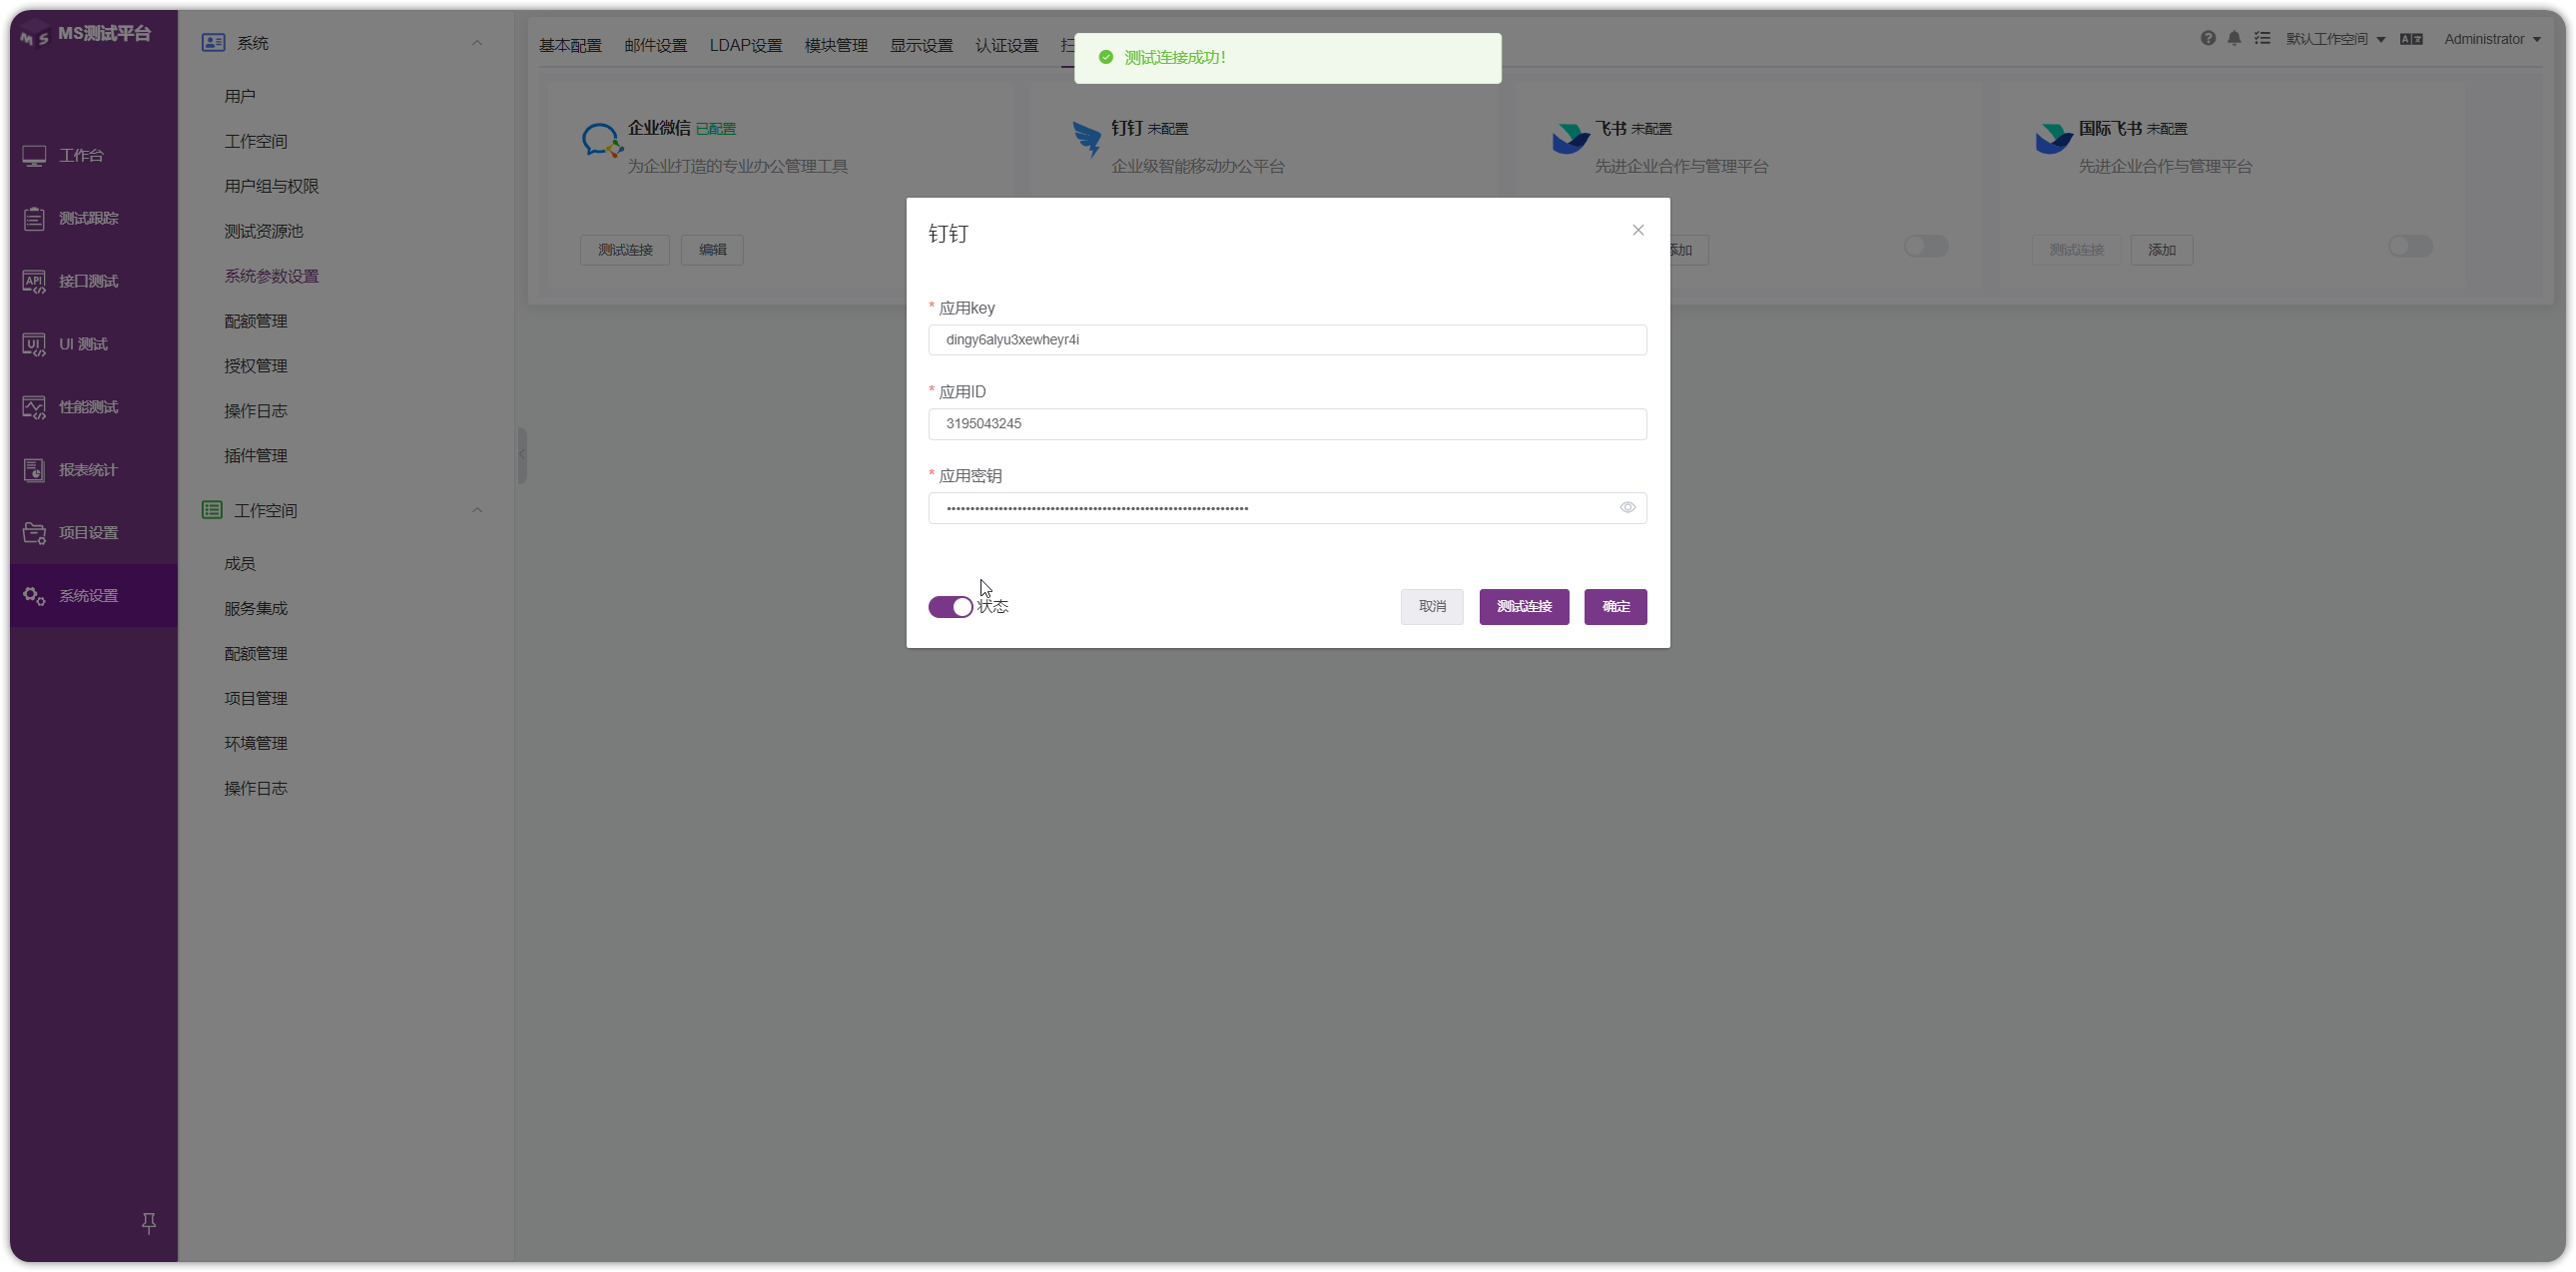 MS测试平台
工作台
测试跟踪
接口测试
UI 测试
性能测试
报表统计
项目设置
系统设置
系统
用户
工作空间
用户组与权限
测试资源池
系统参数设置
配额管理
授权管理
操作日志
插件管理
工作空间
成员
服务集成
配额管理
项目管理
环境管理
操作日志
基本配置 邮件设置 LDAP设置 模块管理 显示设置 认证设置
测试连接成功!
默认工作空间 Administrator
企业微信 已配置
为企业打造的专业办公管理工具
测试连接 编辑
钉钉 未配置
企业级智能移动办公平台
飞书 未配置
先进企业合作与管理平台
添加
国际飞书 未配置
先进企业合作与管理平台
测试连接 添加
钉钉
* 应用key
dingy6alyu3xewheyr4i
* 应用ID
3195043245
* 应用密钥
状态
取消 测试连接 确定